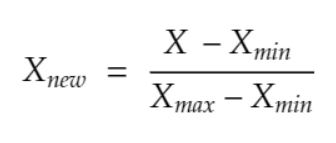 X_new = (X − X_min) / (X_max − X_min)